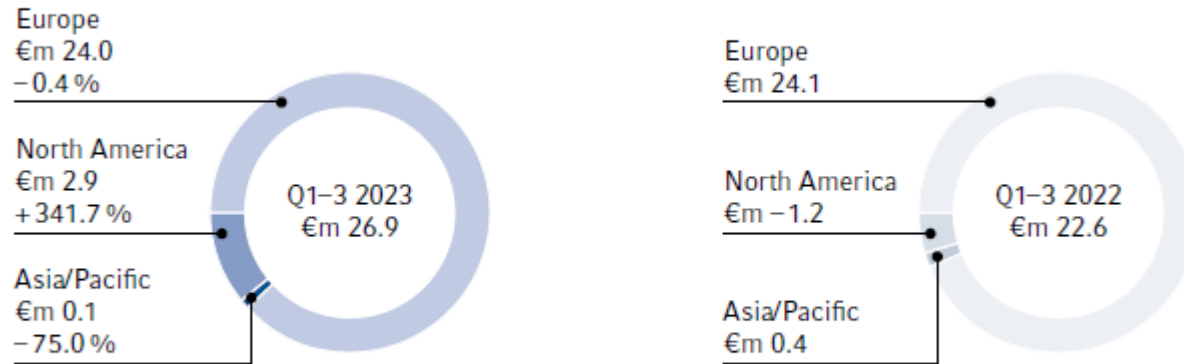 Europe
€m 24.0
–0.4 %
North America
€m 2.9
+341.7 %
Asia/Pacific
€m 0.1
–75.0 %
Q1–3 2023
€m 26.9
Europe
€m 24.1
North America
€m –1.2
Asia/Pacific
€m 0.4
Q1–3 2022
€m 22.6